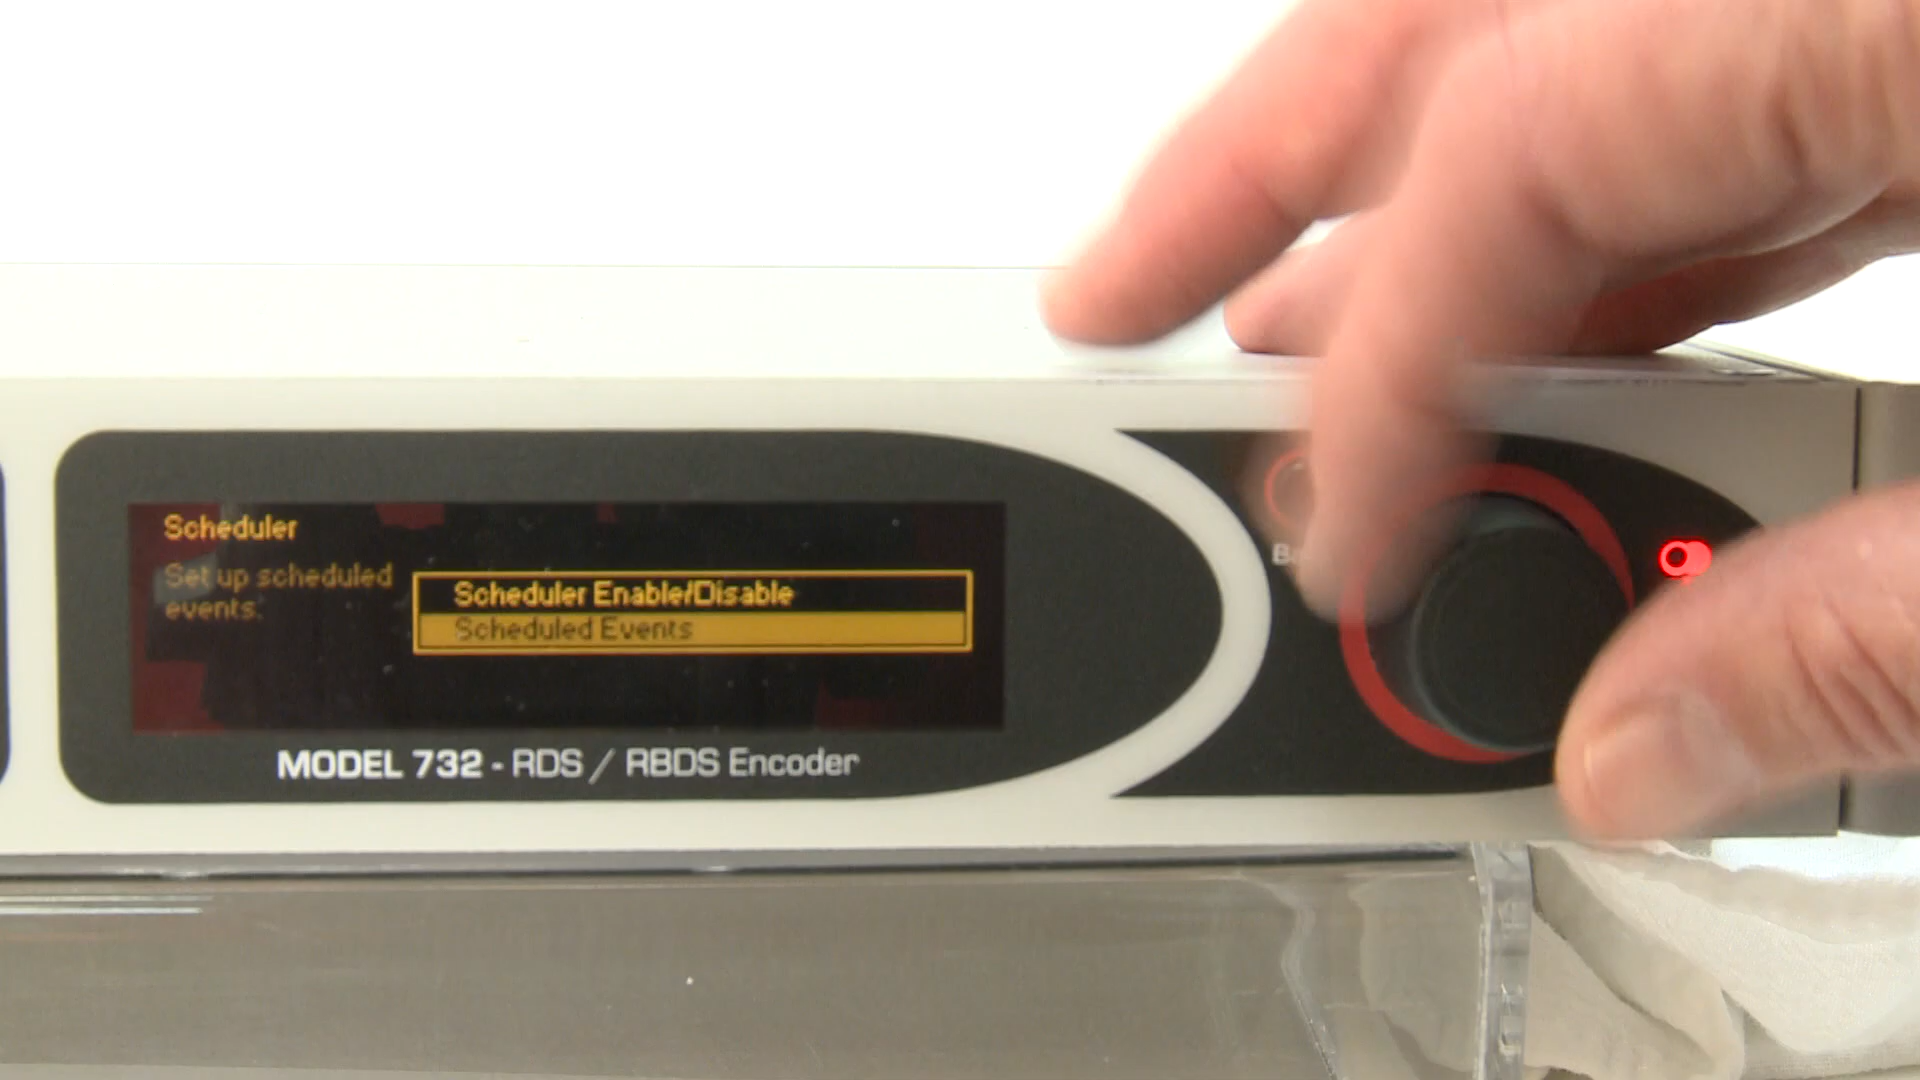 Scheduler
Set up scheduled
events.
Scheduler Enable/Disable
Scheduled Events
MODEL 732 - RDS / RBDS Encoder